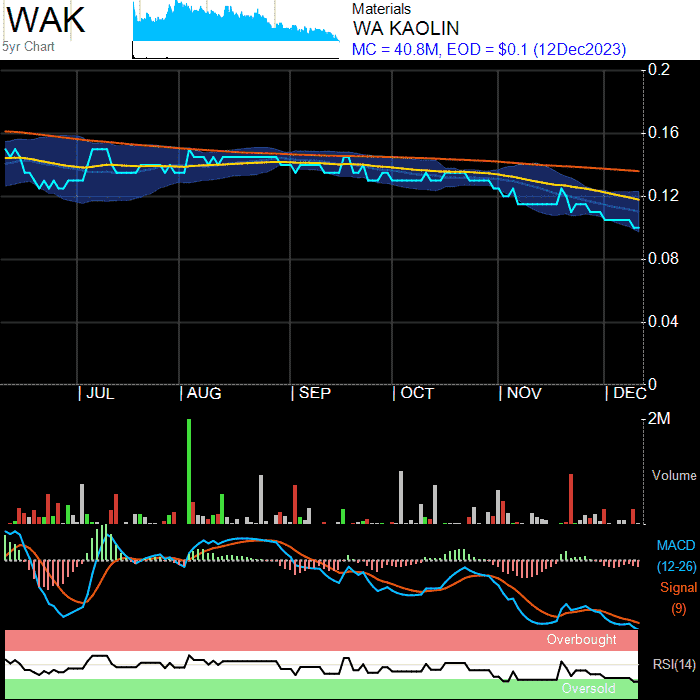 WAK
5yr Chart
Materials
WA KAOLIN
MC = 40.8M, EOD = $0.1 (12Dec2023)
0.2
0.16
0.12
0.08
0.04
0
JUL AUG SEP OCT NOV DEC
2M
Volume
MACD
(12-26)
Signal
(9)
Overbought
RSI(14)
Oversold